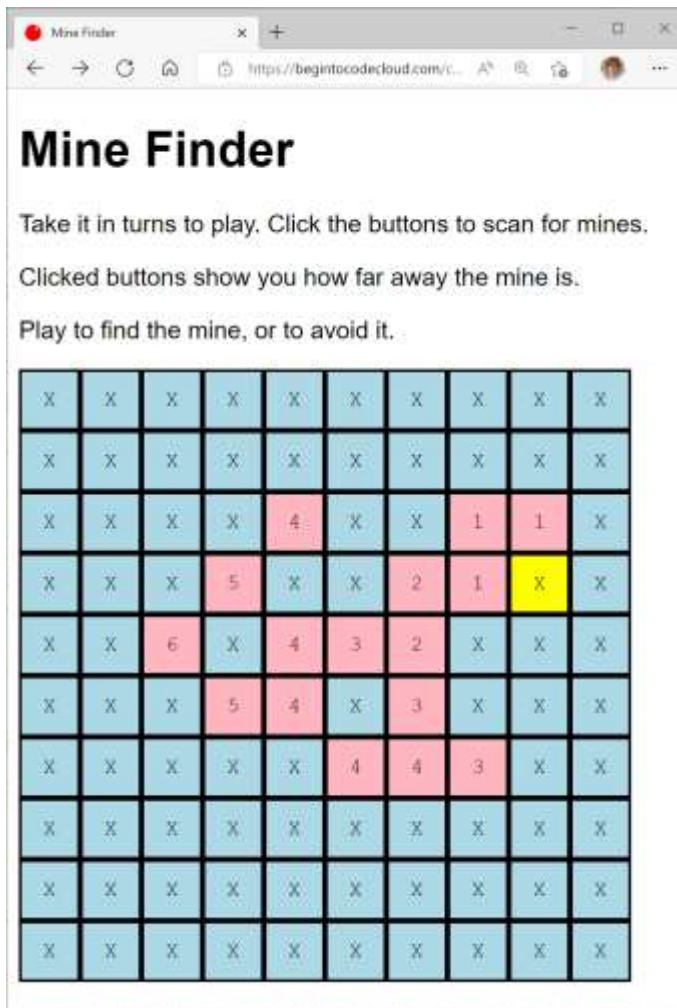 Mine Finder
https://begintocodecloud.com/c...
Mine Finder
Take it in turns to play. Click the buttons to scan for mines.
Clicked buttons show you how far away the mine is.
Play to find the mine, or to avoid it.
X X X X X X X X X X
X X X X X X X X X X
X X X X 4 X X 1 1 X
X X X 5 X X 2 1 X X
X X 6 X 4 3 2 X X X
X X X 5 4 X 3 X X X
X X X X X 4 4 3 X X
X X X X X X X X X X
X X X X X X X X X X
X X X X X X X X X X